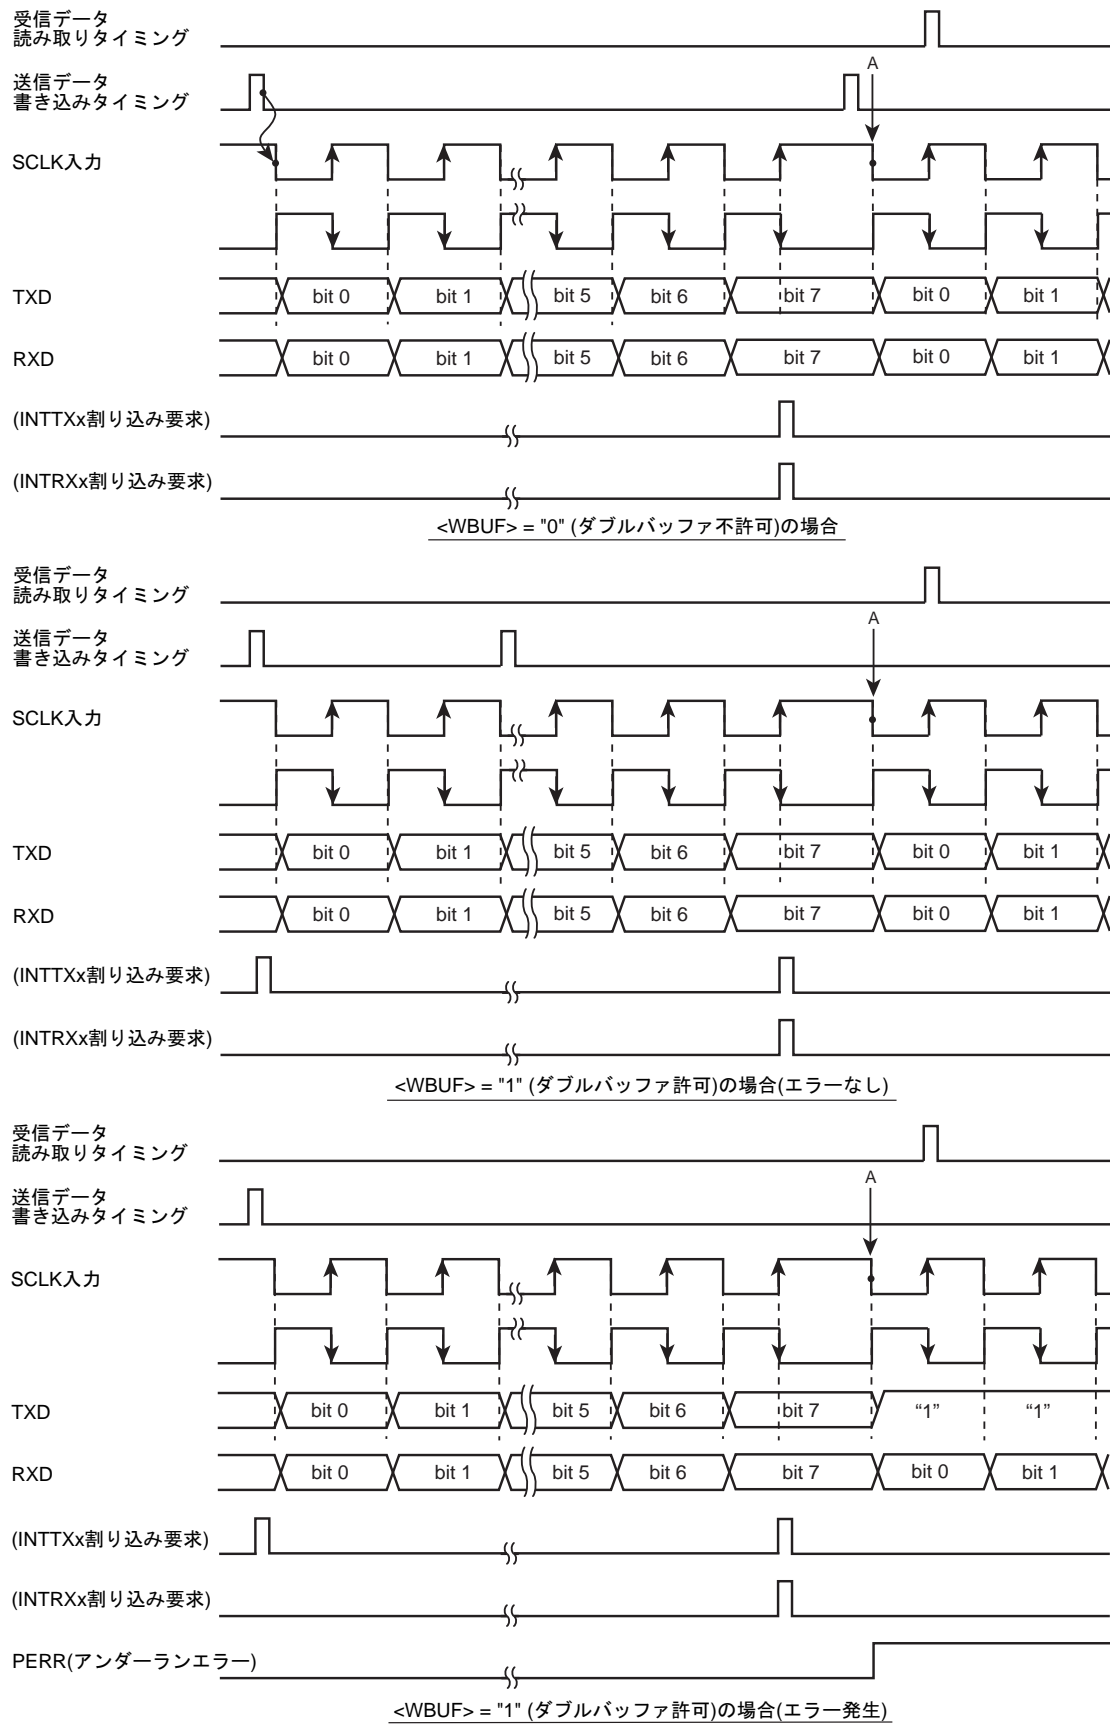 受信データ
読み取りタイミング
送信データ
書き込みタイミング
A
SCLK入力
TXD
bit 0 bit 1 bit 5 bit 6 bit 7 bit 0 bit 1
RXD
bit 0 bit 1 bit 5 bit 6 bit 7 bit 0 bit 1
(INTTXx割り込み要求)
(INTRXx割り込み要求)
<WBUF> = "0" (ダブルバッファ不許可)の場合
受信データ
読み取りタイミング
送信データ
書き込みタイミング
A
SCLK入力
TXD
bit 0 bit 1 bit 5 bit 6 bit 7 bit 0 bit 1
RXD
bit 0 bit 1 bit 5 bit 6 bit 7 bit 0 bit 1
(INTTXx割り込み要求)
(INTRXx割り込み要求)
<WBUF> = "1" (ダブルバッファ許可)の場合(エラーなし)
受信データ
読み取りタイミング
送信データ
書き込みタイミング
A
SCLK入力
TXD
bit 0 bit 1 bit 5 bit 6 bit 7 “1” “1”
RXD
bit 0 bit 1 bit 5 bit 6 bit 7 bit 0 bit 1
(INTTXx割り込み要求)
(INTRXx割り込み要求)
PERR(アンダーランエラー)
<WBUF> = "1" (ダブルバッファ許可)の場合(エラー発生)